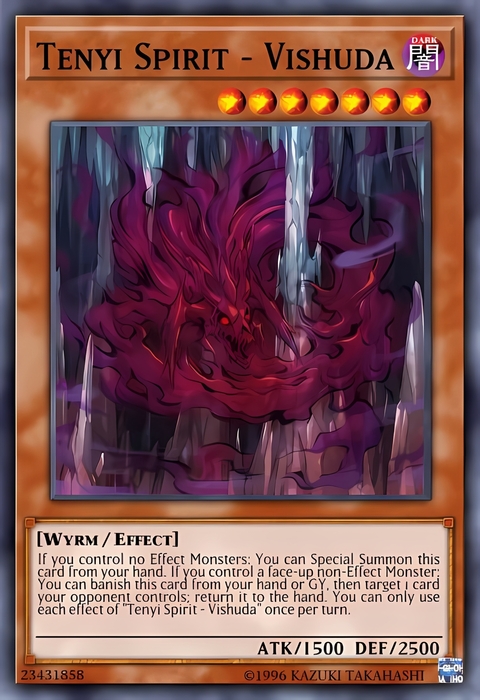 TENYI SPIRIT - VISHUDA
DARK
闇
[WYRM / EFFECT]
If you control no Effect Monsters: You can Special Summon this
card from your hand. If you control a face-up non-Effect Monster:
You can banish this card from your hand or GY, then target 1 card
your opponent controls; return it to the hand. You can only use
each effect of "Tenyi Spirit - Vishuda" once per turn.
ATK/1500 DEF/2500
23431858
©1996 KAZUKI TAKAHASHI